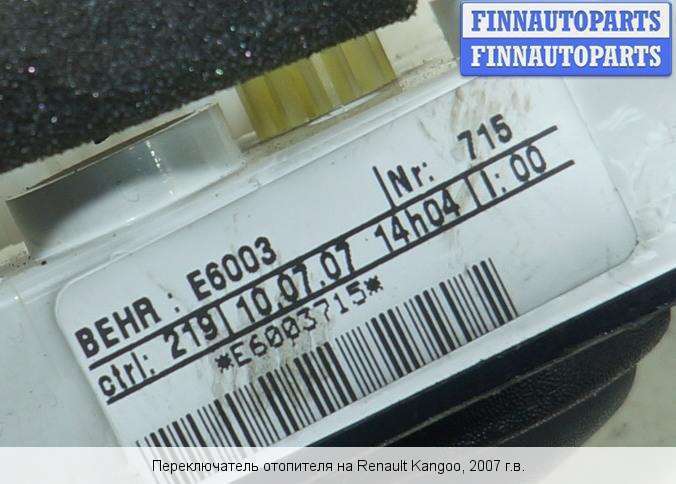 FINNAUTOPARTS
FINNAUTOPARTS
BEHR : E6003 |Nr: 715
ctrl: 219| 10.07.07 14h04 |I: 00
*E6003715*
Переключатель отопителя на Renault Kangoo, 2007 г.в.